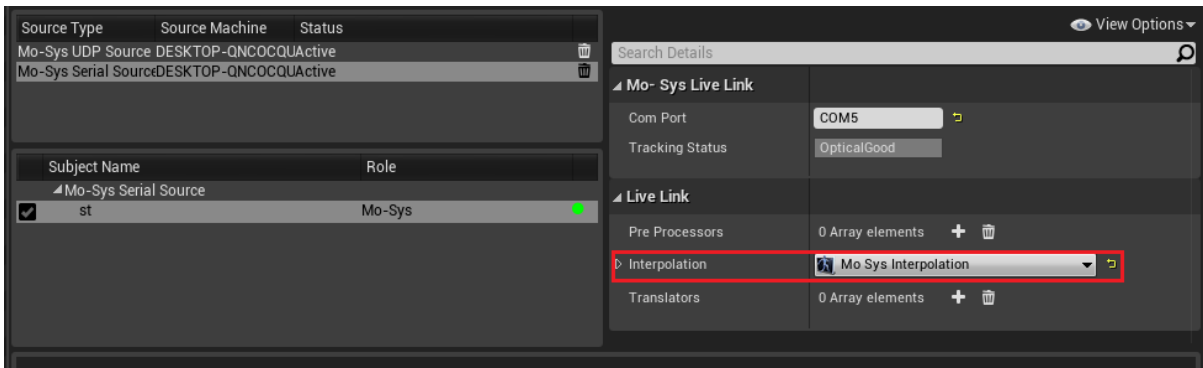 Source Type Source Machine Status
Mo-Sys UDP Source DESKTOP-QNCOCQUActive
Mo-Sys Serial SourceDESKTOP-QNCOCQUActive
Subject Name Role
Mo-Sys Serial Source
st Mo-Sys
View Options
Search Details
Mo- Sys Live Link
Com Port COM5
Tracking Status OpticalGood
Live Link
Pre Processors 0 Array elements
Interpolation Mo Sys Interpolation
Translators 0 Array elements